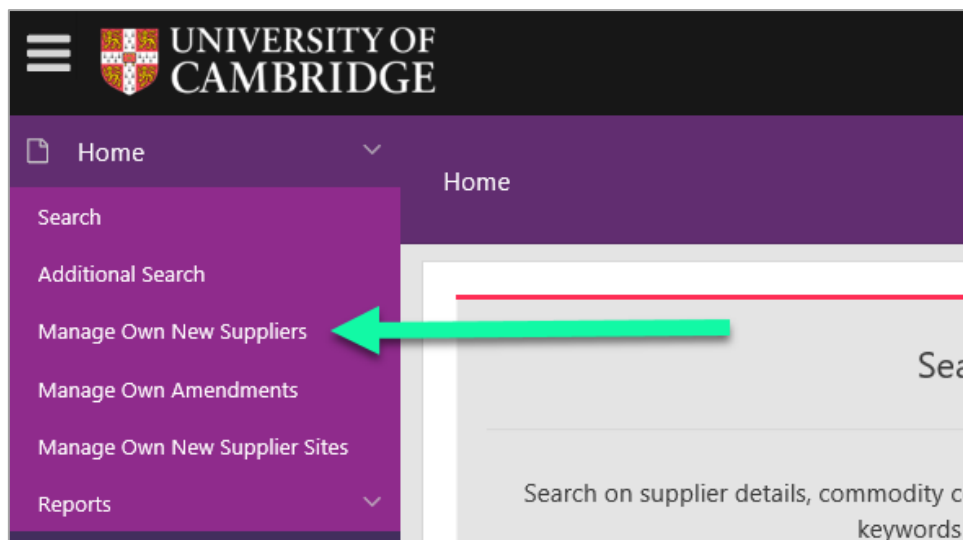 UNIVERSITY OF
CAMBRIDGE
Home
Home
Search
Additional Search
Manage Own New Suppliers
Manage Own Amendments
Manage Own New Supplier Sites
Reports
Search on supplier details, commodity
keywords